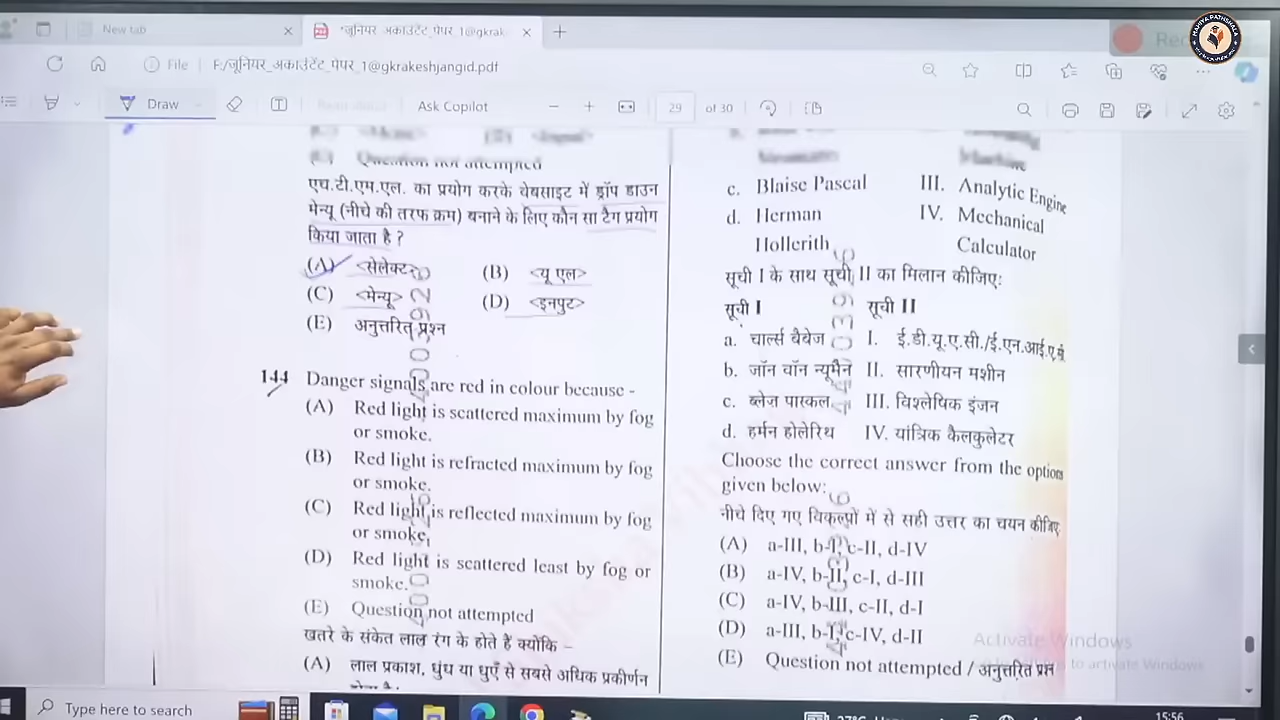 New tab
*जुनियर_अकाउंटेंट_पेपर_1@gkrak
File
F:/जूनियर_अकाउंटेंट_पेपर_1@gkrakeshjangid.pdf
Draw
Ask Copilot
29 of 30
Question not attempted
एच.टी.एम.एल. का प्रयोग करके वेबसाइट में ड्रॉप डाउन
मेन्यू (नीचे की तरफ क्रम) बनाने के लिए कौन सा टैग प्रयोग
किया जाता है ?
(A) <सेलेक्ट> (B) <यू एल>
(C) <मेन्यू> (D) <इनपुट>
(E) अनुत्तरित प्रश्न
144 Danger signals are red in colour because -
(A) Red light is scattered maximum by fog
or smoke.
(B) Red light is refracted maximum by fog
or smoke.
(C) Red light is reflected maximum by fog
or smoke.
(D) Red light is scattered least by fog or
smoke.
(E) Question not attempted
खतरे के संकेत लाल रंग के होते हैं क्योंकि –
(A) लाल प्रकाश, धुंध या धुएँ से सबसे अधिक प्रकीर्णन
Machine
c. Blaise Pascal III. Analytic Engine
d. Herman IV. Mechanical
Hollerith Calculator
सूची I के साथ सूची II का मिलान कीजिए:
सूची I सूची II
a. चार्ल्स बैबेज I. ई.डी.यू.ए.सी./ई.एन.आई.ए.सी
b. जॉन वॉन न्यूमैन II. सारणीयन मशीन
c. ब्लेज पास्कल III. विश्लेषिक इंजन
d. हर्मन होलेरिथ IV. यांत्रिक कैलकुलेटर
Choose the correct answer from the options
given below:
नीचे दिए गए विकल्पों में से सही उत्तर का चयन कीजिए
(A) a-III, b-I, c-II, d-IV
(B) a-IV, b-II, c-I, d-III
(C) a-IV, b-III, c-II, d-I
(D) a-III, b-I, c-IV, d-II
(E) Question not attempted / अनुत्तरित प्रश्न
Activate Windows
to activate Windows
Type here to search
15:56
MAHIYA PATHSHALA